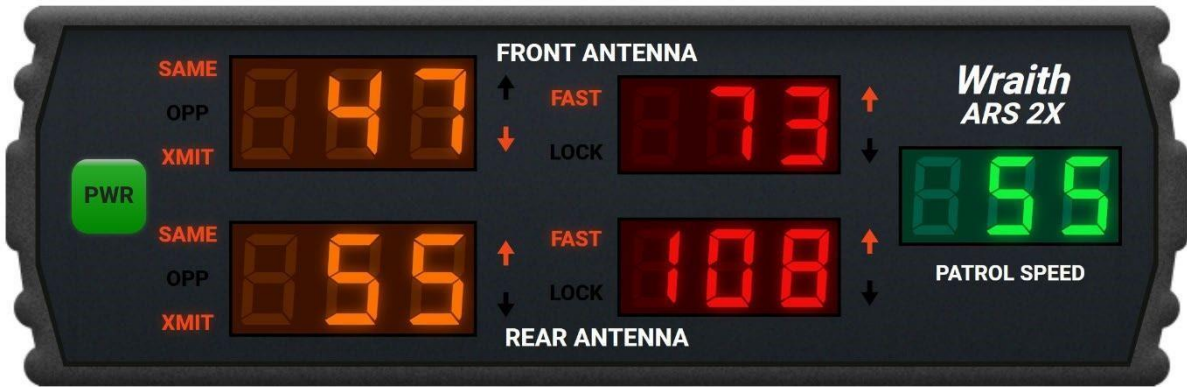 FRONT ANTENNA
SAME
OPP
XMIT
47
FAST
LOCK
73
Wraith
ARS 2X
PWR
55
PATROL SPEED
SAME
OPP
XMIT
55
FAST
LOCK
108
REAR ANTENNA